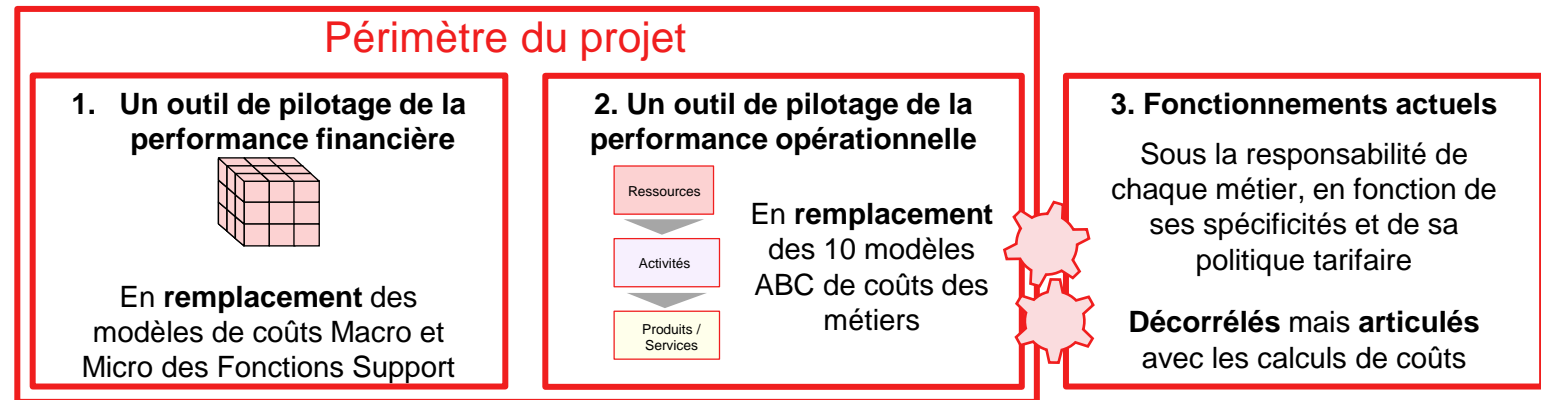 Périmètre du projet
1. Un outil de pilotage de la
performance financière
En remplacement des
modèles de coûts Macro et
Micro des Fonctions Support
2. Un outil de pilotage de la
performance opérationnelle
Ressources
Activités
Produits /
Services
En remplacement
des 10 modèles
ABC de coûts des
métiers
3. Fonctionnements actuels
Sous la responsabilité de
chaque métier, en fonction de
ses spécificités et de sa
politique tarifaire
Décorrélés mais articulés
avec les calculs de coûts